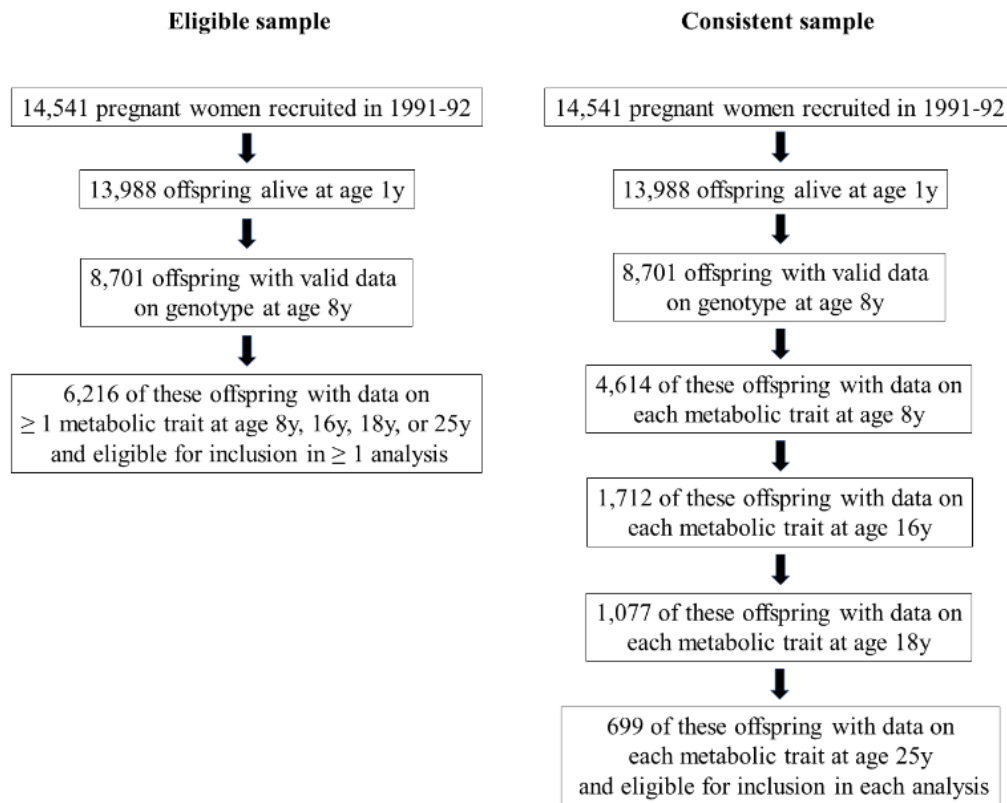 Eligible sample
14,541 pregnant women recruited in 1991-92
13,988 offspring alive at age 1y
8,701 offspring with valid data
on genotype at age 8y
6,216 of these offspring with data on
≥ 1 metabolic trait at age 8y, 16y, 18y, or 25y
and eligible for inclusion in ≥ 1 analysis
Consistent sample
14,541 pregnant women recruited in 1991-92
13,988 offspring alive at age 1y
8,701 offspring with valid data
on genotype at age 8y
4,614 of these offspring with data on
each metabolic trait at age 8y
1,712 of these offspring with data on
each metabolic trait at age 16y
1,077 of these offspring with data on
each metabolic trait at age 18y
699 of these offspring with data on
each metabolic trait at age 25y
and eligible for inclusion in each analysis